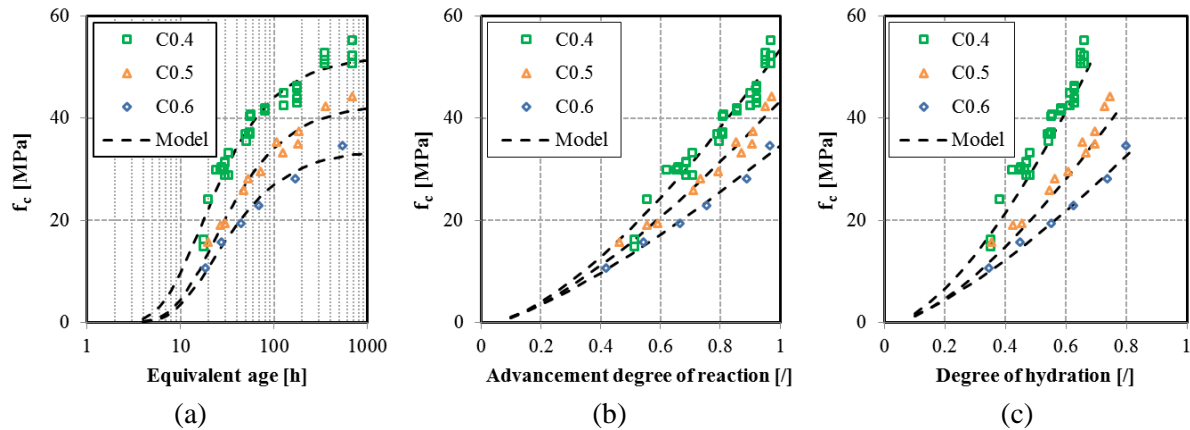 60
40
20
0
f_c [MPa]
C0.4
C0.5
C0.6
Model
1
10
100
1000
Equivalent age [h]
(a)
60
40
20
0
f_c [MPa]
C0.4
C0.5
C0.6
Model
0
0.2
0.4
0.6
0.8
1
Advancement degree of reaction [/]
(b)
60
40
20
0
f_c [MPa]
C0.4
C0.5
C0.6
Model
0
0.2
0.4
0.6
0.8
1
Degree of hydration [/]
(c)